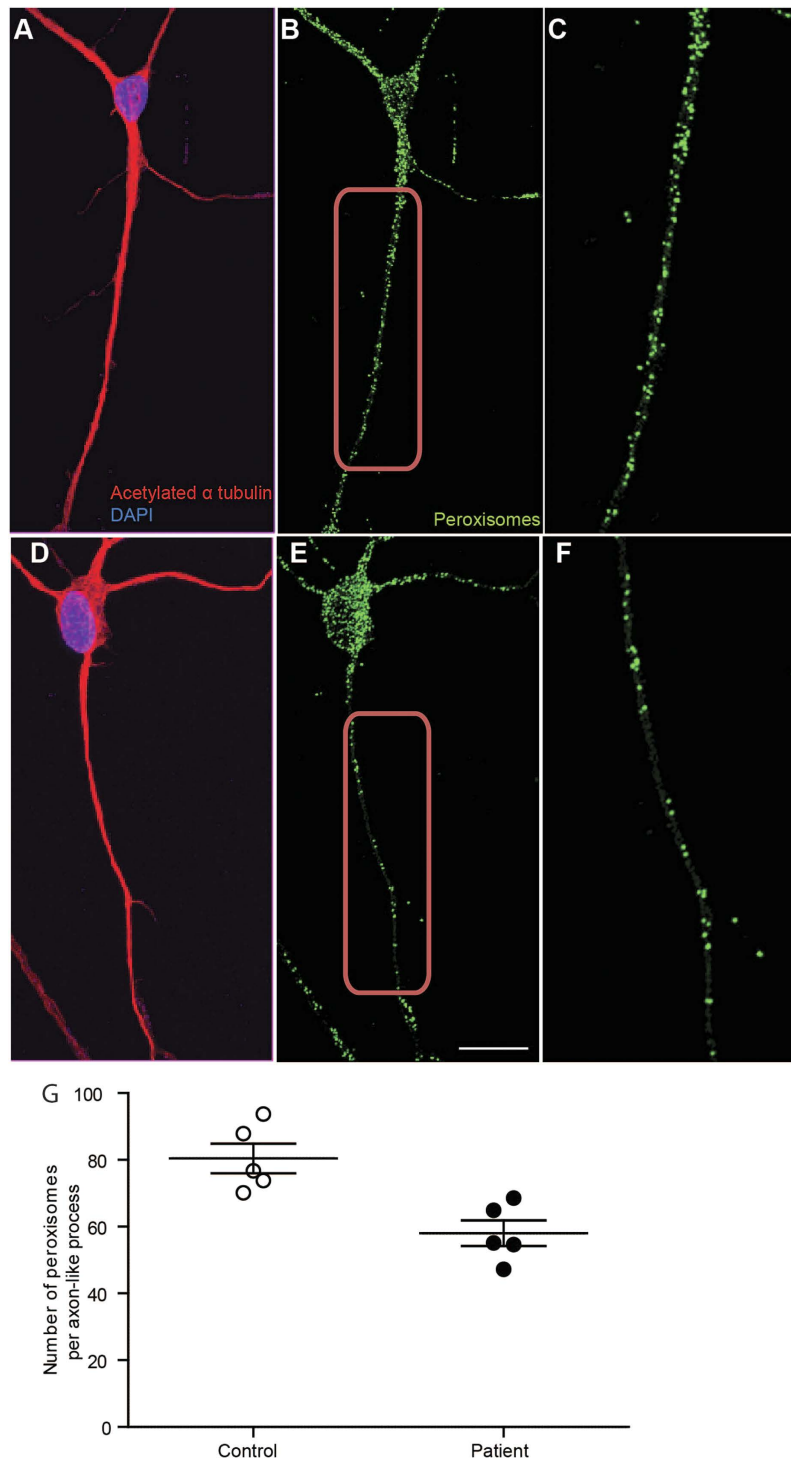 A
B
C
Acetylated α tubulin
DAPI
Peroxisomes
D
E
F
G
100
80
60
40
20
0
Number of peroxisomes
per axon-like process
Control
Patient